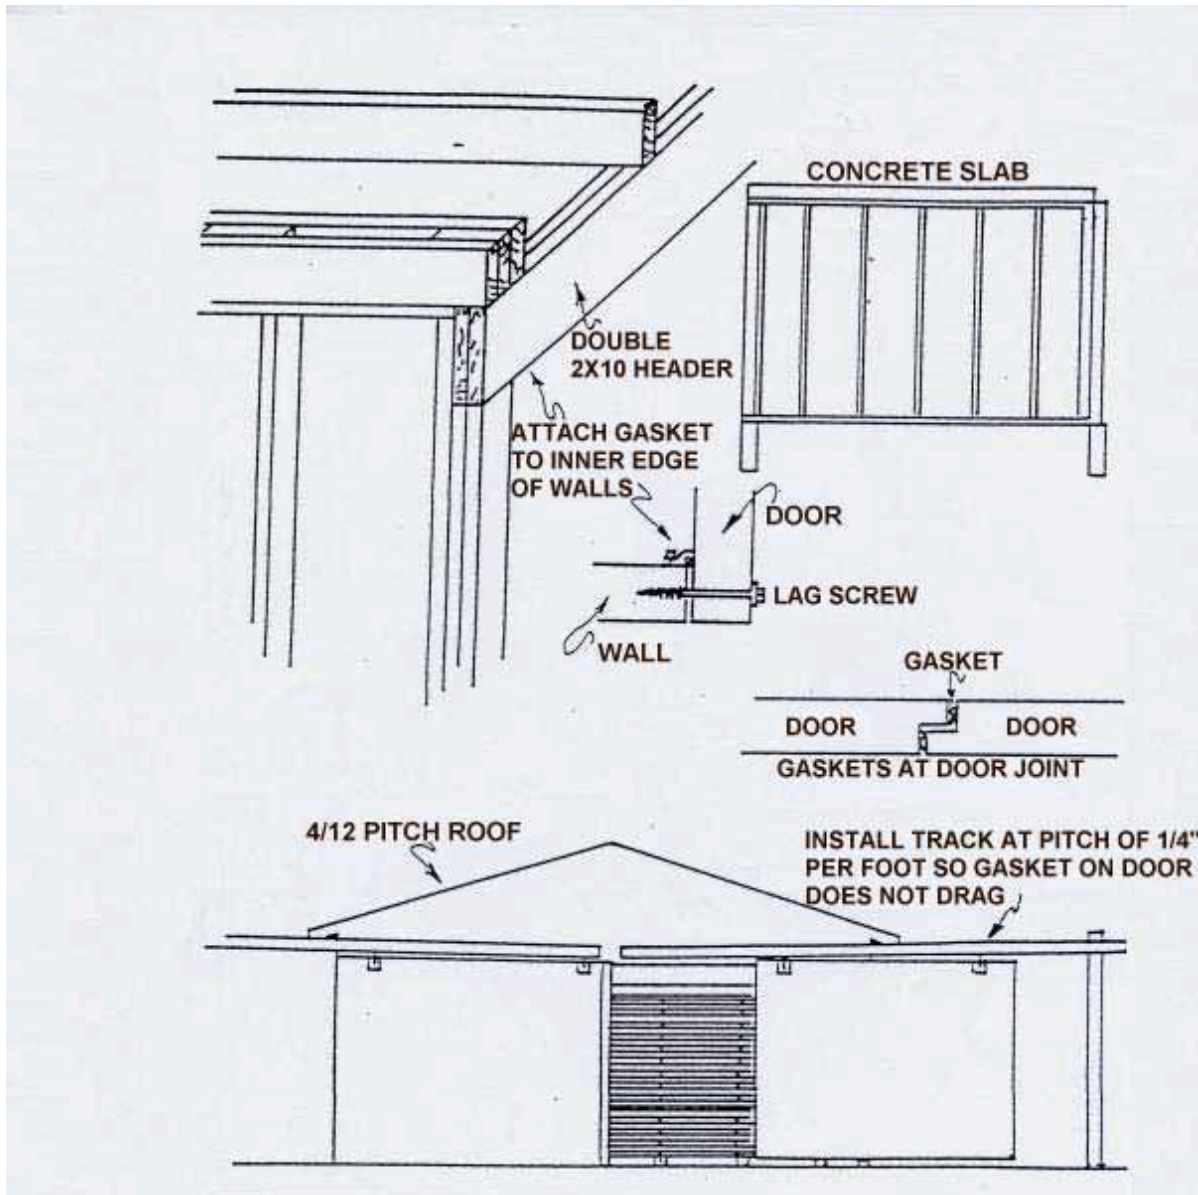 CONCRETE SLAB
DOUBLE
2X10 HEADER
ATTACH GASKET
TO INNER EDGE
OF WALLS
DOOR
LAG SCREW
WALL
GASKET
DOOR
DOOR
GASKETS AT DOOR JOINT
4/12 PITCH ROOF
INSTALL TRACK AT PITCH OF 1/4"
PER FOOT SO GASKET ON DOOR
DOES NOT DRAG